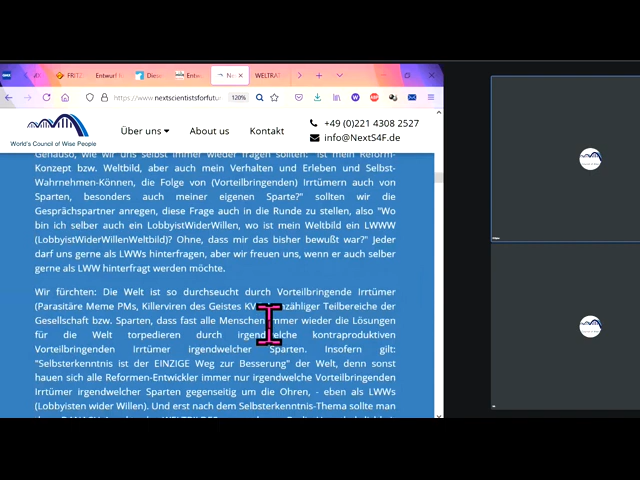 FRITZ
Entwurf
Diese
Entw
Ne
WELTRAT
https://www.nextscientistsforfutur
120%
World's Council of Wise People
Über uns
About us
Kontakt
+49 (0)221 4308 2527
info@NextS4F.de
Genauso, wie wir uns selbst immer wieder fragen sollten: "Ist mein Reform-
Konzept bzw. Weltbild, aber auch mein Verhalten und Erleben und Selbst-
Wahrnehmen-Können, die Folge von (Vorteilbringenden) Irrtümern auch von
Sparten, besonders auch meiner eigenen Sparte?" sollten wir die
Gesprächspartner anregen, diese Frage auch in die Runde zu stellen, also "Wo
bin ich selber auch ein LobbyistWiderWillen, wo ist mein Weltbild ein LWWW
(LobbyistWiderWillenWeltbild)? Ohne, dass mir das bisher bewußt war?" Jeder
darf uns gerne als LWWs hinterfragen, aber wir freuen uns, wenn er auch selber
gerne als LWW hinterfragt werden möchte.
Wir fürchten: Die Welt ist so durchseucht durch Vorteilbringende Irrtümer
(Parasitäre Meme PMs, Killerviren des Geistes unzähliger Teilbereiche der
Gesellschaft bzw. Sparten, dass fast alle Menschen immer wieder die Lösungen
für die Welt torpedieren durch irgendwelche kontraproduktiven
Vorteilbringenden Irrtümer irgendwelcher Sparten. Insofern gilt:
"Selbsterkenntnis ist der EINZIGE Weg zur Besserung" der Welt, denn sonst
hauen sich alle Reformen-Entwickler immer nur irgendwelche Vorteilbringenden
Irrtümer irgendwelcher Sparten gegenseitig um die Ohren, - eben als LWWs
(Lobbyisten wider Willen). Und erst nach dem Selbsterkenntnis-Thema sollte man